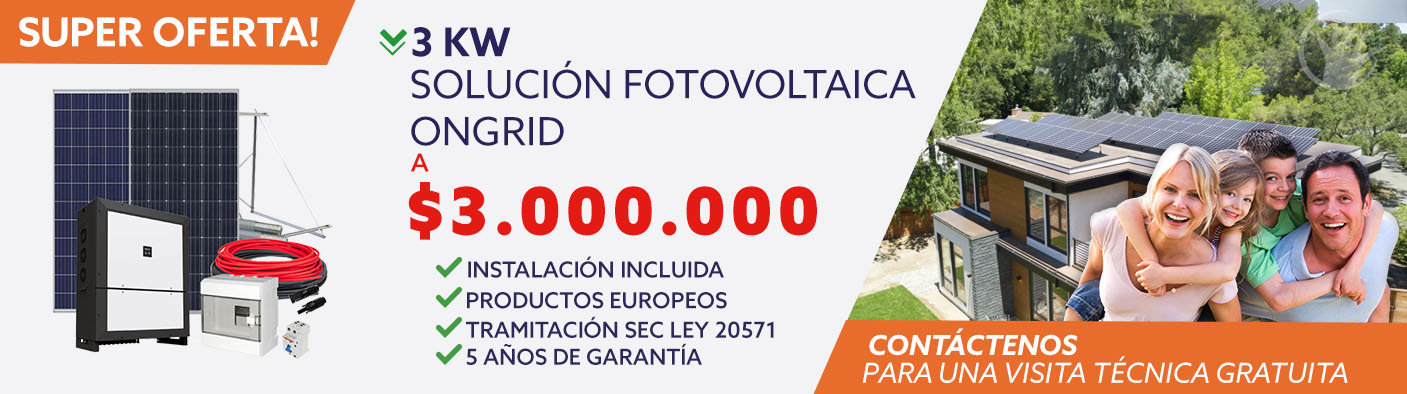 SUPER OFERTA!
3 KW
SOLUCIÓN FOTOVOLTAICA
ONGRID
A
$3.000.000
INSTALACIÓN INCLUIDA
PRODUCTOS EUROPEOS
TRAMITACIÓN SEC LEY 20571
5 AÑOS DE GARANTÍA
CONTÁCTENOS
PARA UNA VISITA TÉCNICA GRATUITA